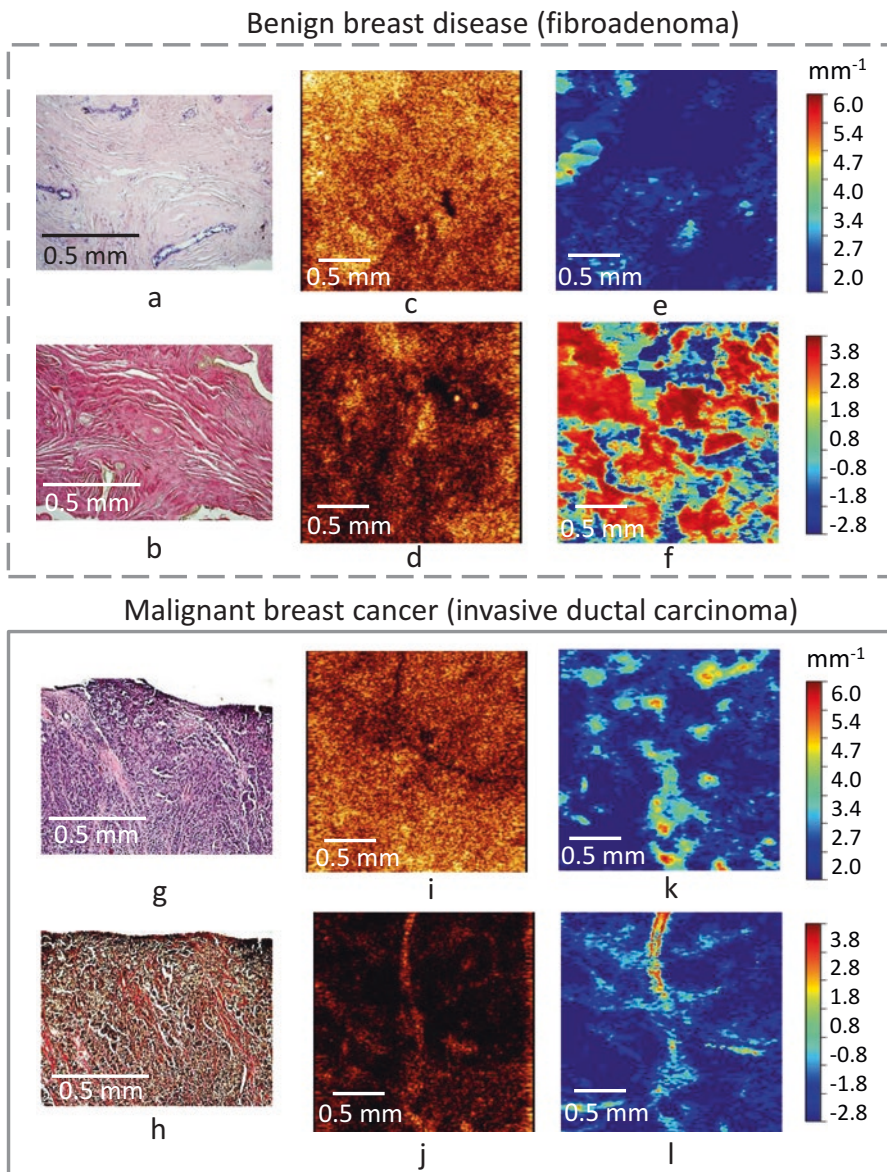 Benign breast disease (fibroadenoma)
mm⁻¹
6.0
5.4
4.7
4.0
3.4
2.7
2.0
0.5 mm
0.5 mm
0.5 mm
a
c
e
3.8
2.8
1.8
0.8
-0.8
-1.8
-2.8
0.5 mm
0.5 mm
0.5 mm
b
d
f
Malignant breast cancer (invasive ductal carcinoma)
mm⁻¹
6.0
5.4
4.7
4.0
3.4
2.7
2.0
0.5 mm
0.5 mm
0.5 mm
g
i
k
3.8
2.8
1.8
0.8
-0.8
-1.8
-2.8
0.5 mm
0.5 mm
0.5 mm
h
j
l